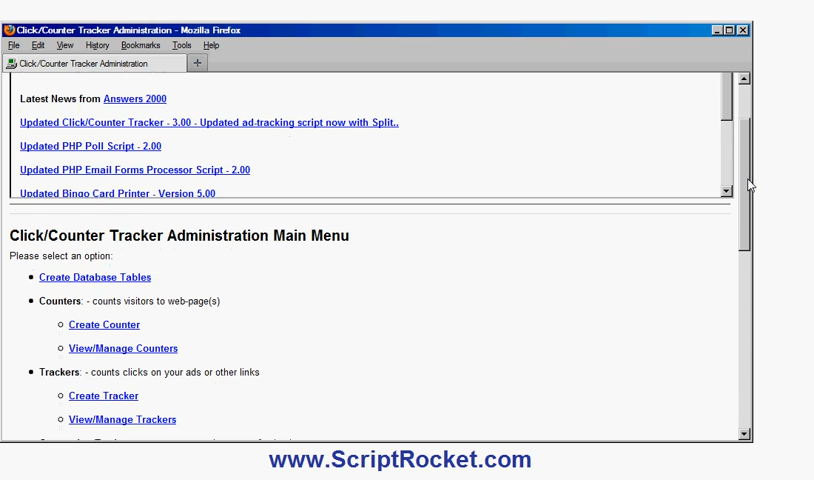 Click/Counter Tracker Administration - Mozilla Firefox
File Edit View History Bookmarks Tools Help
Click/Counter Tracker Administration
Latest News from Answers 2000
Updated Click/Counter Tracker - 3.00 - Updated ad-tracking script now with Split..
Updated PHP Poll Script - 2.00
Updated PHP Email Forms Processor Script - 2.00
Updated Bingo Card Printer - Version 5.00
Click/Counter Tracker Administration Main Menu
Please select an option:
Create Database Tables
Counters: - counts visitors to web-page(s)
Create Counter
View/Manage Counters
Trackers: - counts clicks on your ads or other links
Create Tracker
View/Manage Trackers
www.ScriptRocket.com